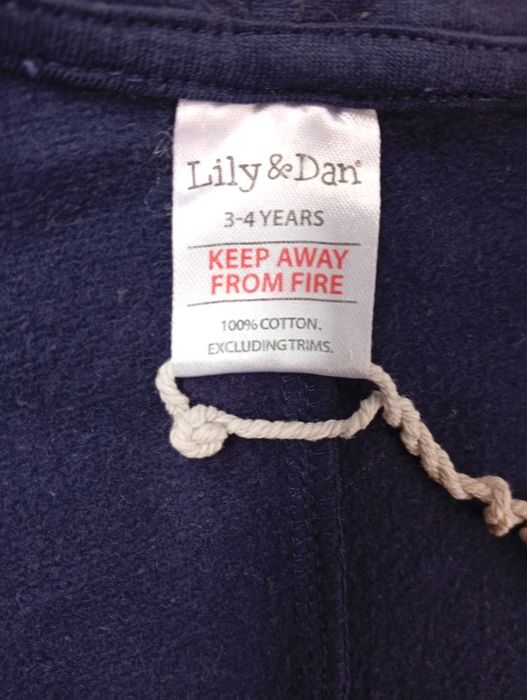 Lily & Dan®
3-4 YEARS
KEEP AWAY
FROM FIRE
100% COTTON.
EXCLUDING TRIMS.